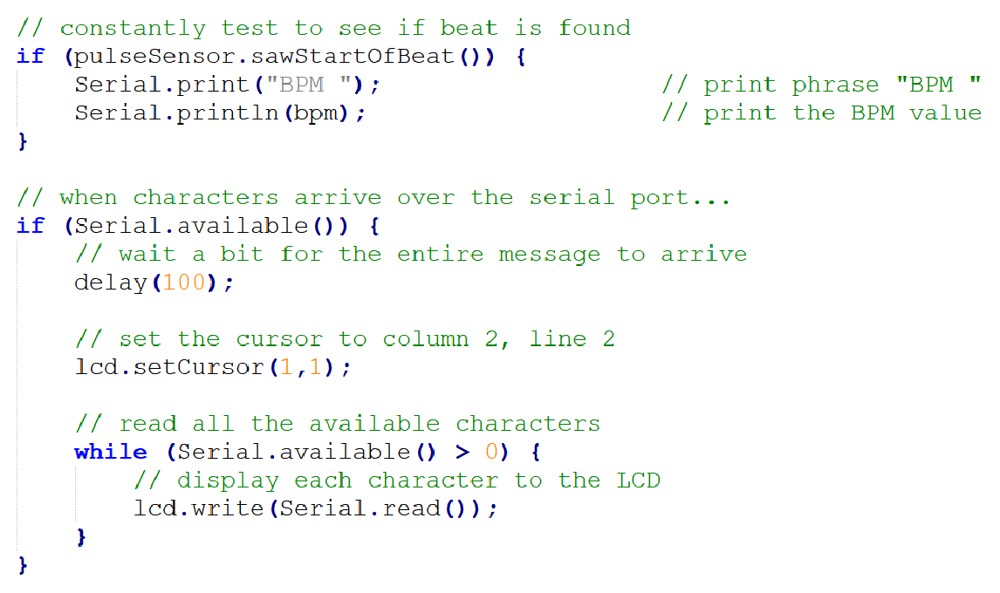 // constantly test to see if beat is found
if (pulseSensor.sawStartOfBeat()) {
    Serial.print("BPM ");                   // print phrase "BPM "
    Serial.println(bpm);                    // print the BPM value
}

// when characters arrive over the serial port...
if (Serial.available()) {
    // wait a bit for the entire message to arrive
    delay(100);

    // set the cursor to column 2, line 2
    lcd.setCursor(1,1);

    // read all the available characters
    while (Serial.available() > 0) {
        // display each character to the LCD
        lcd.write(Serial.read());
    }
}